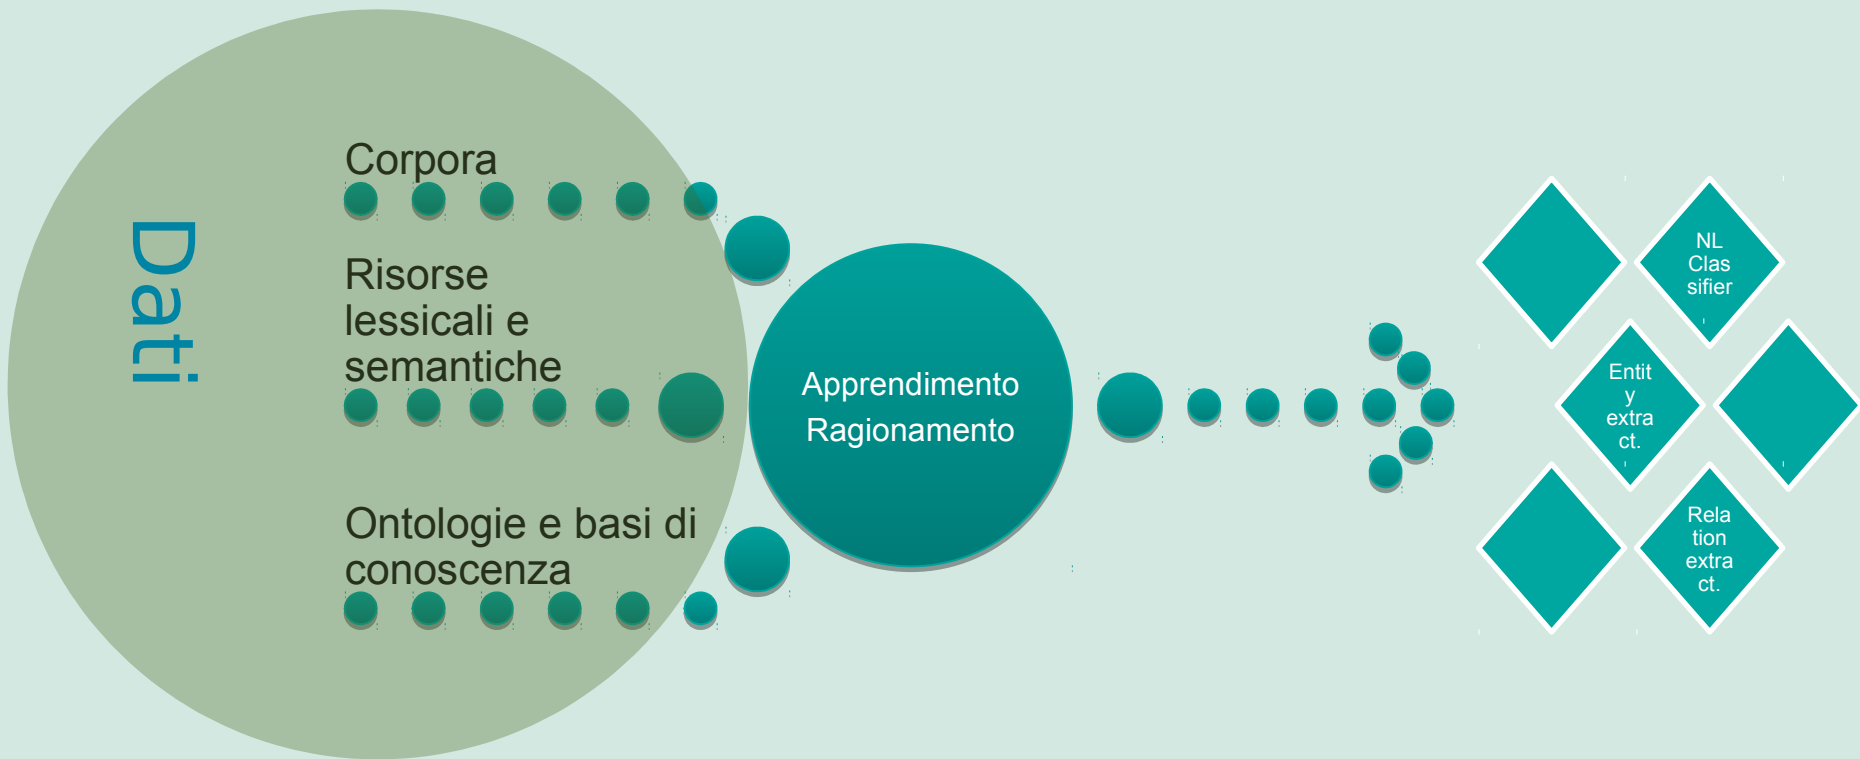 Dati
Corpora
Risorse
lessicali e
semantiche
Ontologie e basi di
conoscenza
Apprendimento
Ragionamento
NL
Clas
sifier
Entit
y
extra
ct.
Rela
tion
extra
ct.